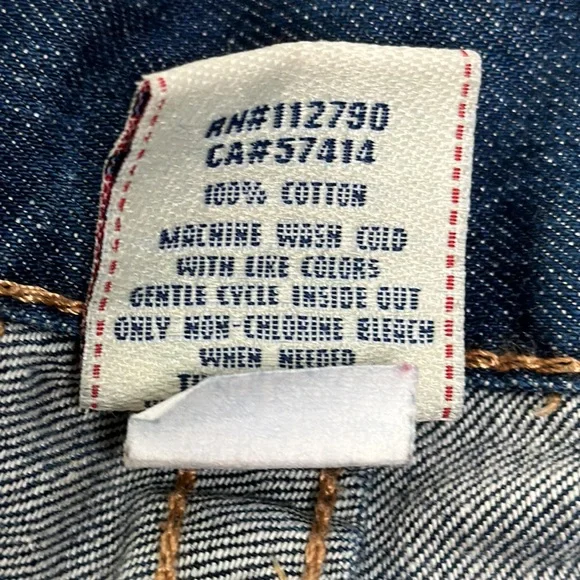 RN#112790
CA#57414
100% COTTON
MACHINE WASH COLD
WITH LIKE COLORS
GENTLE CYCLE INSIDE OUT
ONLY NON-CHLORINE BLEACH
WHEN NEEDED